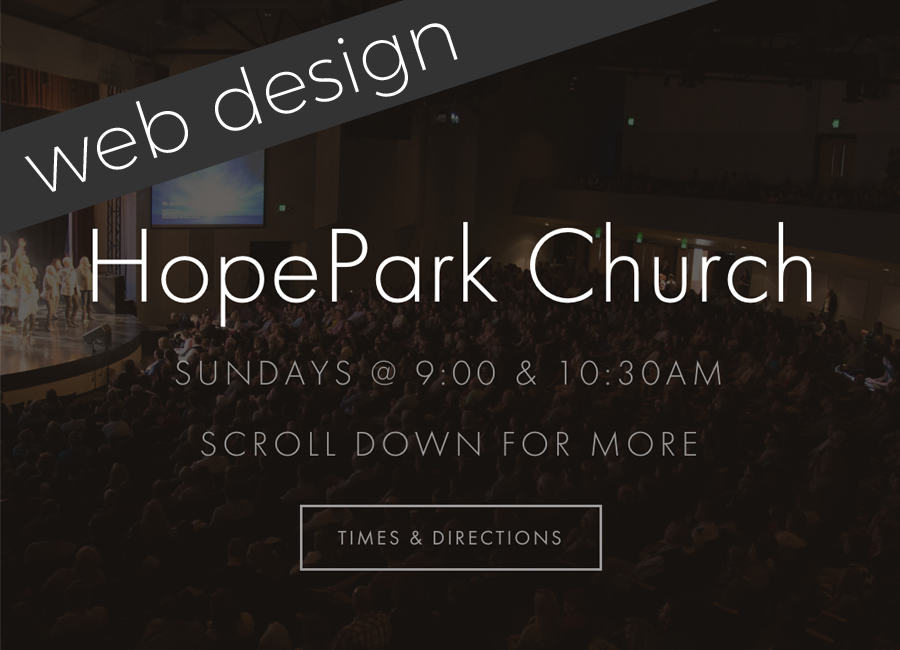 web design
HopePark Church
SUNDAYS @ 9:00 & 10:30AM
SCROLL DOWN FOR MORE
TIMES & DIRECTIONS